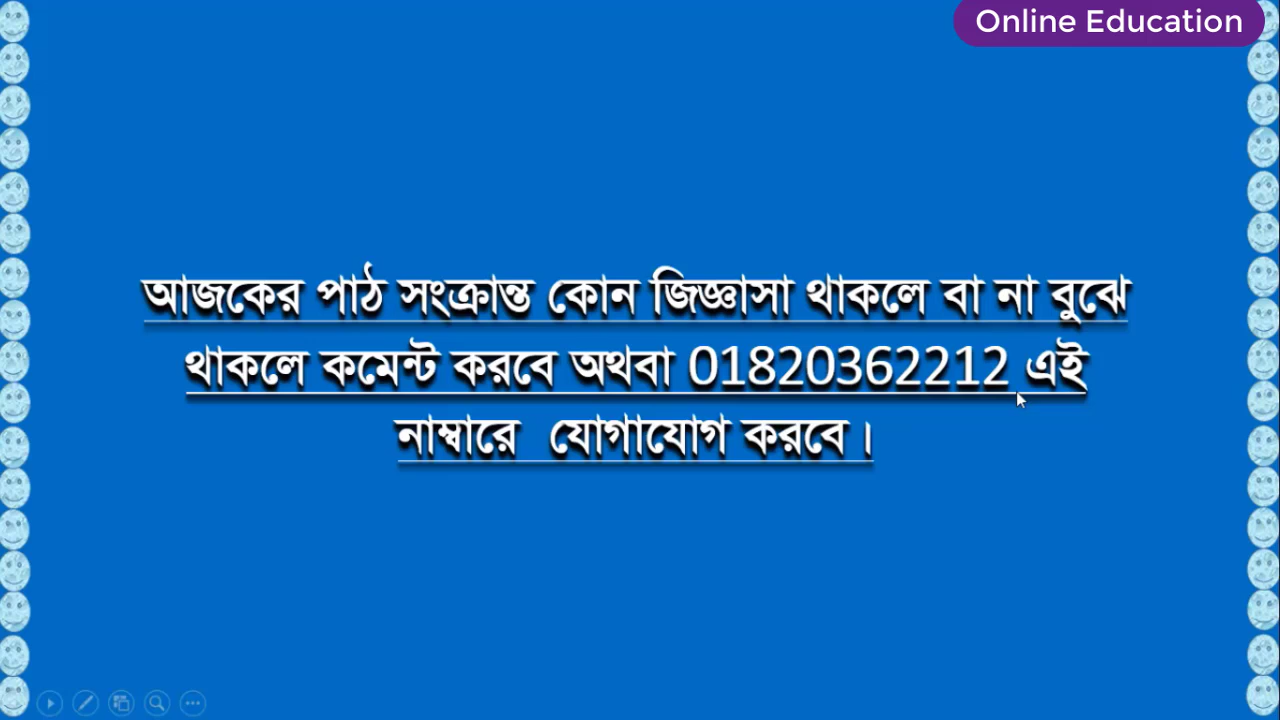 Online Education
আজকের পাঠ সংক্রান্ত কোন জিজ্ঞাসা থাকলে বা না বুঝে
থাকলে কমেন্ট করবে অথবা 01820362212 এই
নাম্বারে যোগাযোগ করবে।